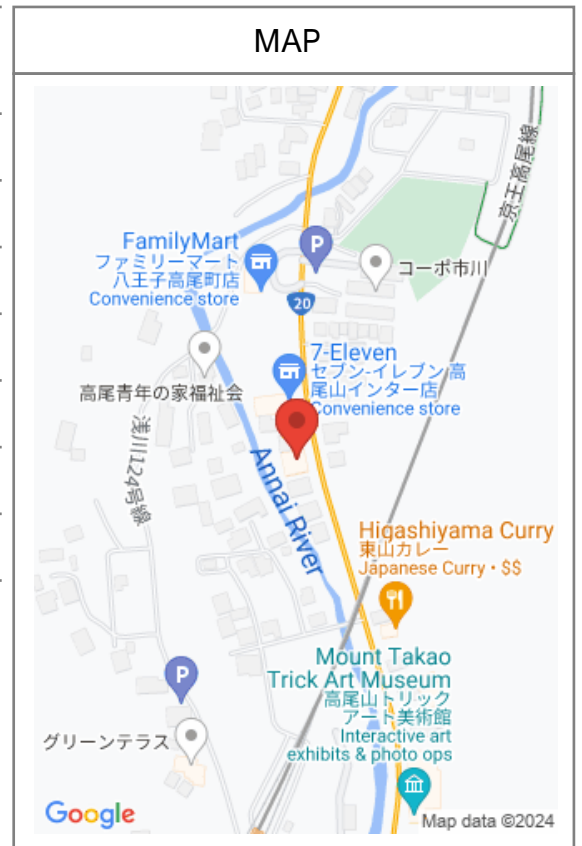 MAP
京王高尾線
FamilyMart
ファミリーマート
八王子高尾町店
Convenience store
P
コーポ市川
20
7-Eleven
セブン-イレブン高
尾山インター店
Convenience store
高尾青年の家福祉会
浅川124号線
Annai River
Higashiyama Curry
東山カレー
Japanese Curry • $$
Mount Takao
Trick Art Museum
高尾山トリック
アート美術館
Interactive art
exhibits & photo ops
P
グリーンテラス
Google
Map data ©2024